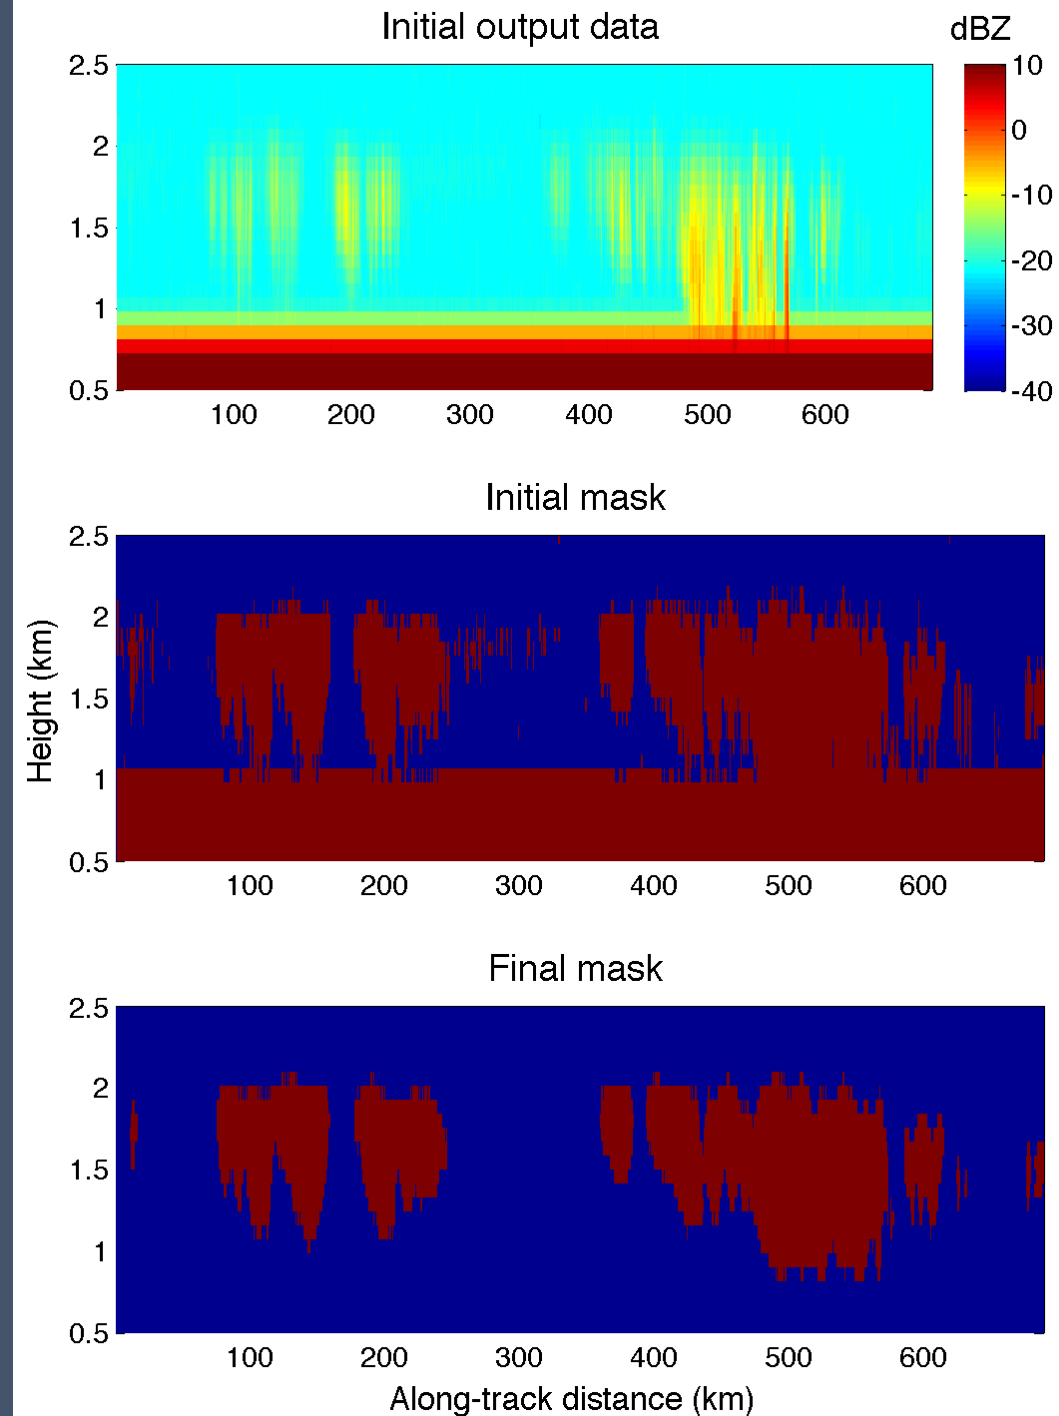 Initial output data
dBZ
2.5
2
1.5
1
0.5
100 200 300 400 500 600
10
0
-10
-20
-30
-40
Initial mask
2.5
2
1.5
1
0.5
100 200 300 400 500 600
Height (km)
Final mask
2.5
2
1.5
1
0.5
100 200 300 400 500 600
Along-track distance (km)